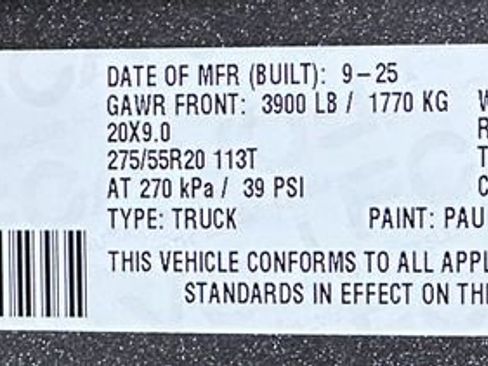 DATE OF MFR (BUILT): 9-25
GAWR FRONT: 3900 LB / 1770 KG
20X9.0
275/55R20 113T
AT 270 kPa / 39 PSI
TYPE: TRUCK PAINT: PAU
THIS VEHICLE CONFORMS TO ALL APPL
STANDARDS IN EFFECT ON TH